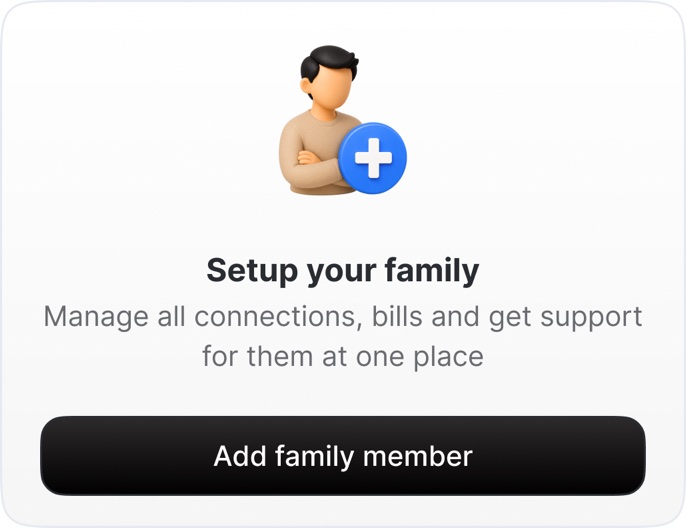 Setup your family
Manage all connections, bills and get support
for them at one place
Add family member